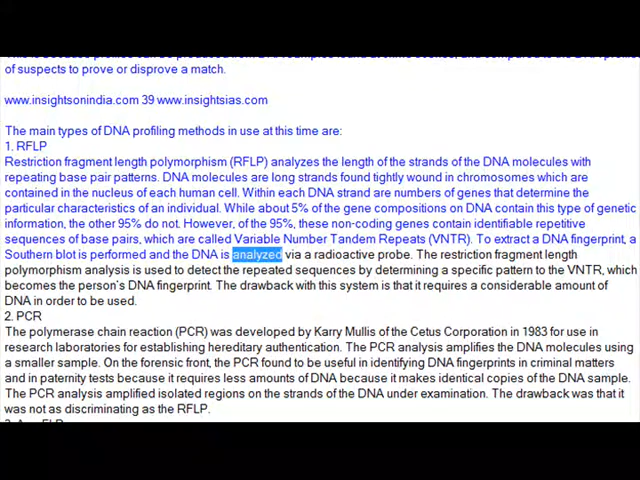 of suspects to prove or disprove a match.
www.insightsonindia.com 39 www.insightsias.com
The main types of DNA profiling methods in use at this time are:
1. RFLP
Restriction fragment length polymorphism (RFLP) analyzes the length of the strands of the DNA molecules with
repeating base pair patterns. DNA molecules are long strands found tightly wound in chromosomes which are
contained in the nucleus of each human cell. Within each DNA strand are numbers of genes that determine the
particular characteristics of an individual. While about 5% of the gene compositions on DNA contain this type of genetic
information, the other 95% do not. However, of the 95%, these non-coding genes contain identifiable repetitive
sequences of base pairs, which are called Variable Number Tandem Repeats (VNTR). To extract a DNA fingerprint, a
Southern blot is performed and the DNA is analyzed via a radioactive probe. The restriction fragment length
polymorphism analysis is used to detect the repeated sequences by determining a specific pattern to the VNTR, which
becomes the person's DNA fingerprint. The drawback with this system is that it requires a considerable amount of
DNA in order to be used.
2. PCR
The polymerase chain reaction (PCR) was developed by Karry Mullis of the Cetus Corporation in 1983 for use in
research laboratories for establishing hereditary authentication. The PCR analysis amplifies the DNA molecules using
a smaller sample. On the forensic front, the PCR found to be useful in identifying DNA fingerprints in criminal matters
and in paternity tests because it requires less amounts of DNA because it makes identical copies of the DNA sample.
The PCR analysis amplified isolated regions on the strands of the DNA under examination. The drawback was that it
was not as discriminating as the RFLP.